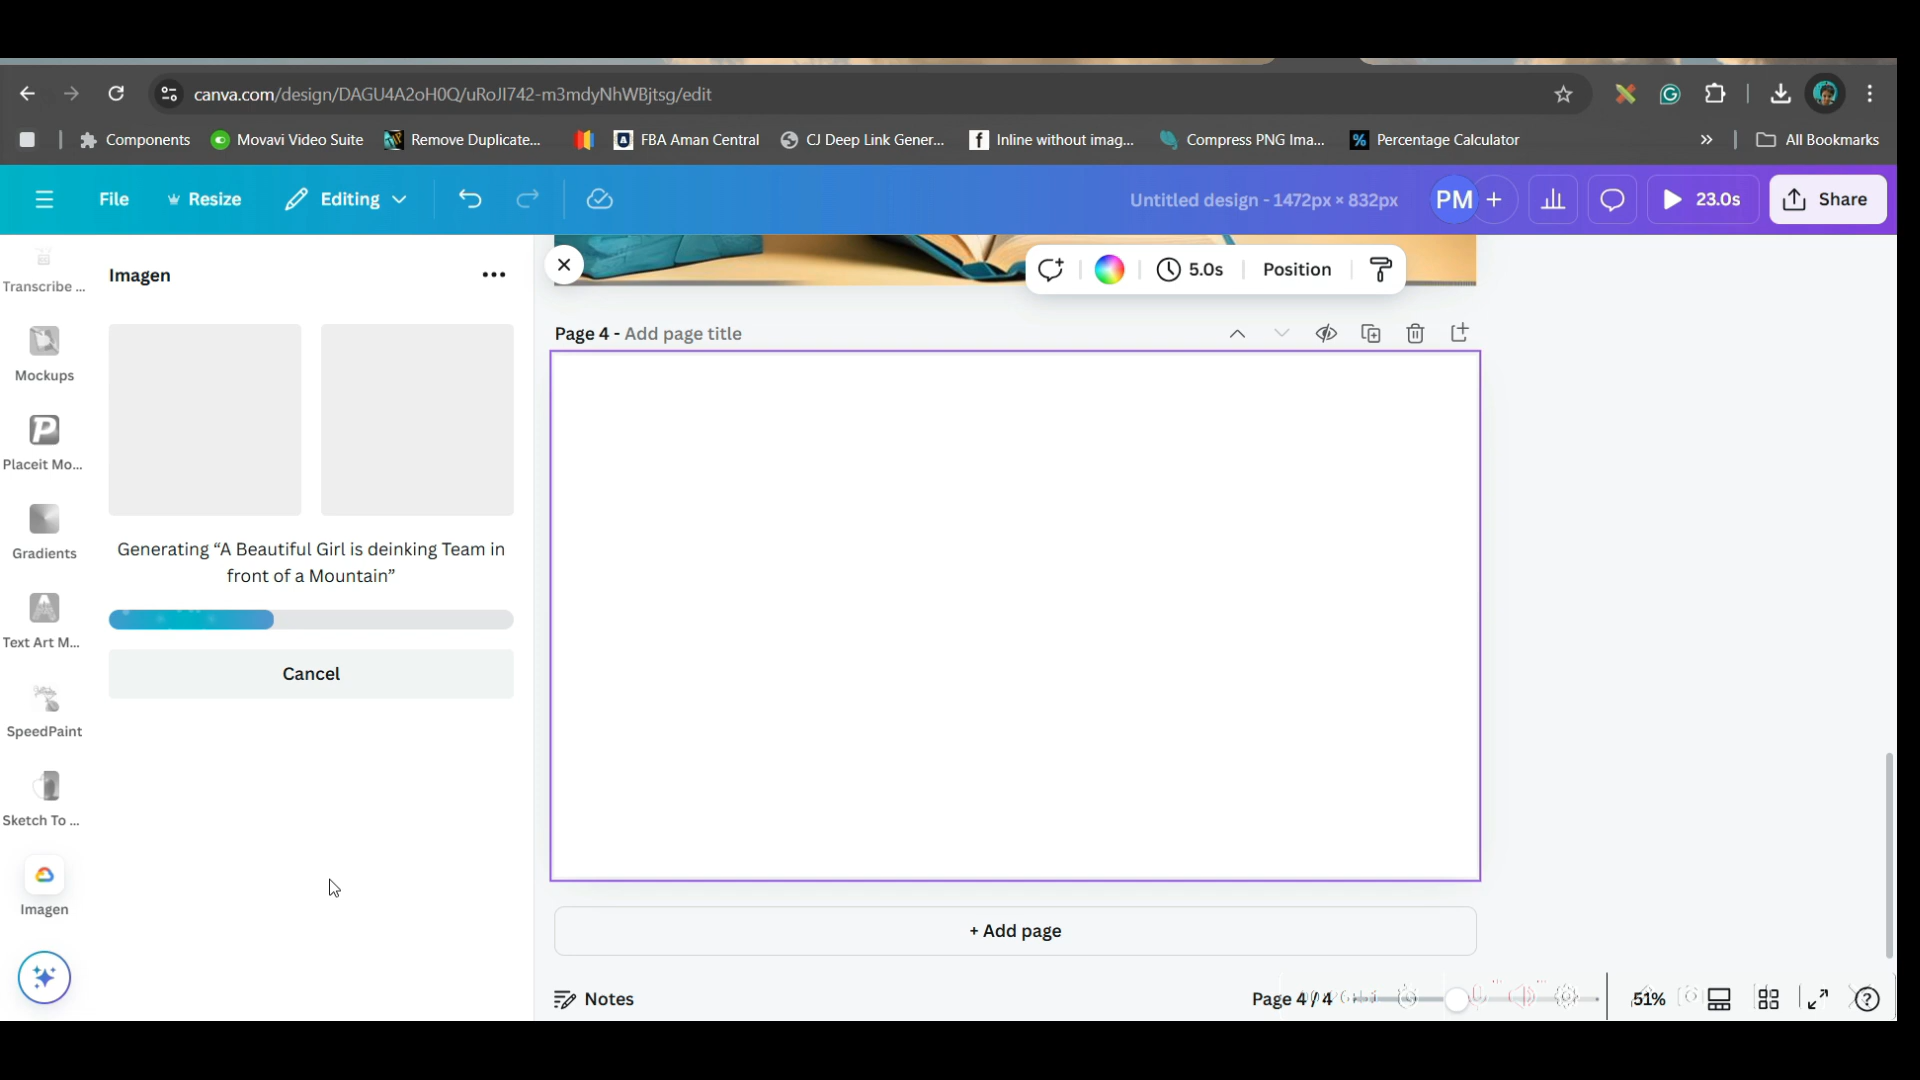 canva.com/design/DAGU4A2oH0Q/uRoJI742-m3mdyNhWBjtsg/edit
Components
Movavi Video Suite
Remove Duplicate...
FBA Aman Central
CJ Deep Link Gener...
Inline without imag...
Compress PNG Ima...
Percentage Calculator
All Bookmarks
File
Resize
Editing
Untitled design - 1472px × 832px
PM
23.0s
Share
Transcribe ...
Mockups
Placeit Mo...
Gradients
Text Art M...
SpeedPaint
Sketch To ...
Imagen
Imagen
Generating “A Beautiful Girl is deinking Team in
front of a Mountain”
Cancel
5.0s
Position
Page 4 - Add page title
+ Add page
Notes
Page 4 / 4
51%